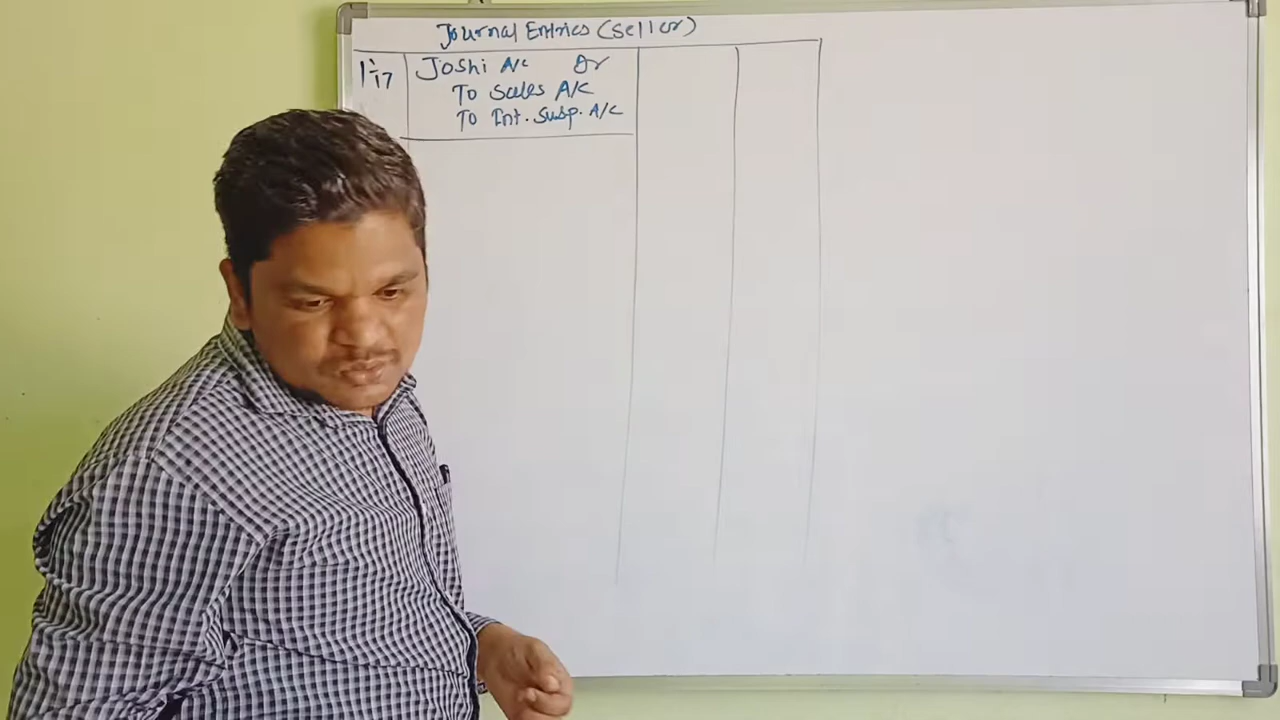 Journal Entries (Seller)
1-1-17 Joshi A/c Dr
To Sales A/c
To Int. Susp. A/c